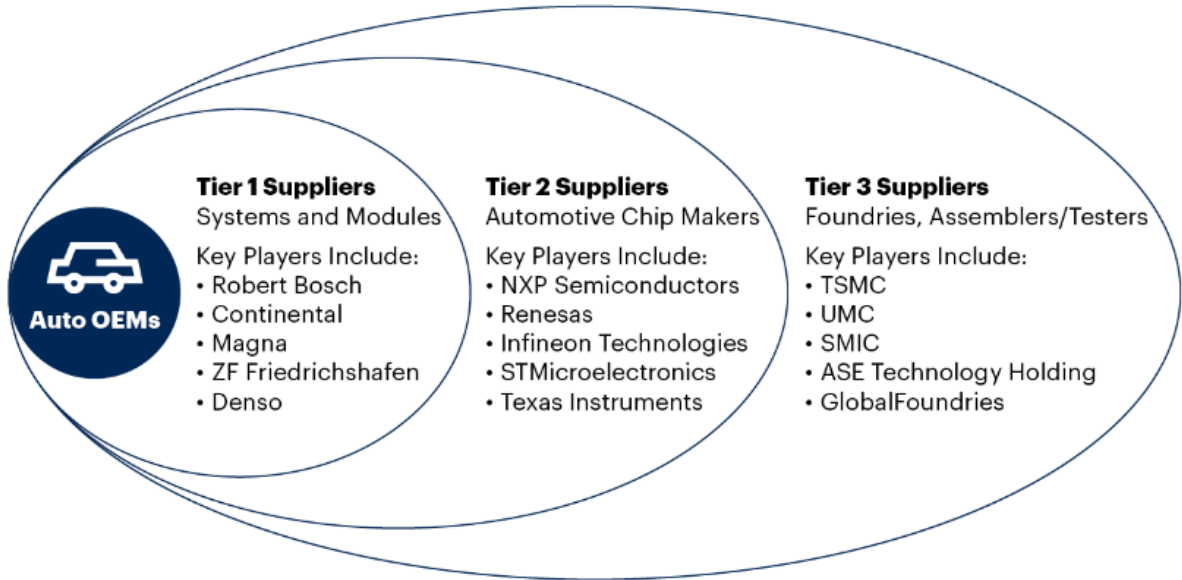 Auto OEMs
Tier 1 Suppliers
Systems and Modules
Key Players Include:
• Robert Bosch
• Continental
• Magna
• ZF Friedrichshafen
• Denso
Tier 2 Suppliers
Automotive Chip Makers
Key Players Include:
• NXP Semiconductors
• Renesas
• Infineon Technologies
• STMicroelectronics
• Texas Instruments
Tier 3 Suppliers
Foundries, Assemblers/Testers
Key Players Include:
• TSMC
• UMC
• SMIC
• ASE Technology Holding
• GlobalFoundries